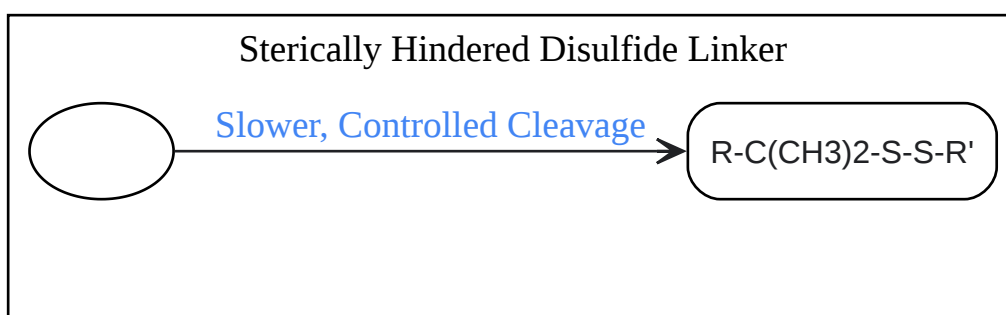 Sterically Hindered Disulfide Linker
Slower, Controlled Cleavage
R-C(CH3)2-S-S-R'